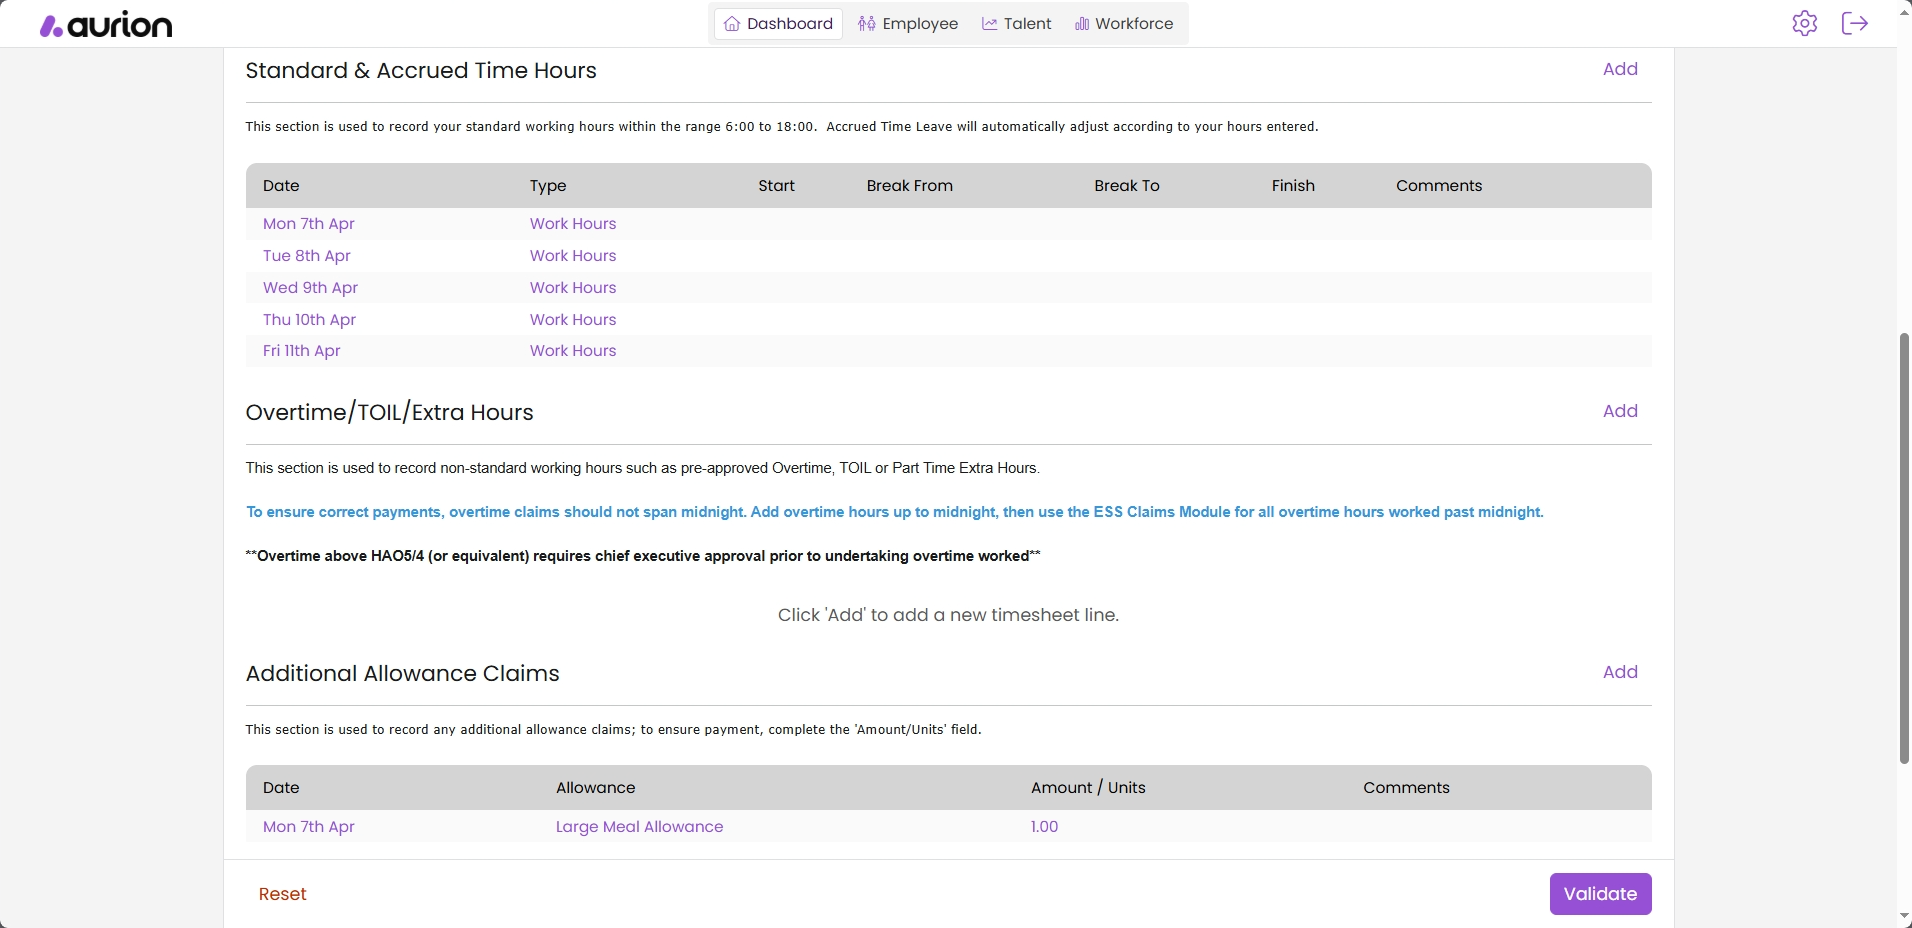 aurion
Dashboard Employee Talent Workforce
Standard & Accrued Time Hours Add
This section is used to record your standard working hours within the range 6:00 to 18:00.  Accrued Time Leave will automatically adjust according to your hours entered.
Date Type Start Break From Break To Finish Comments
Mon 7th Apr Work Hours
Tue 8th Apr Work Hours
Wed 9th Apr Work Hours
Thu 10th Apr Work Hours
Fri 11th Apr Work Hours
Overtime/TOIL/Extra Hours Add
This section is used to record non-standard working hours such as pre-approved Overtime, TOIL or Part Time Extra Hours.
To ensure correct payments, overtime claims should not span midnight. Add overtime hours up to midnight, then use the ESS Claims Module for all overtime hours worked past midnight.
**Overtime above HAO5/4 (or equivalent) requires chief executive approval prior to undertaking overtime worked**
Click 'Add' to add a new timesheet line.
Additional Allowance Claims Add
This section is used to record any additional allowance claims; to ensure payment, complete the 'Amount/Units' field.
Date Allowance Amount / Units Comments
Mon 7th Apr Large Meal Allowance 1.00
Reset Validate